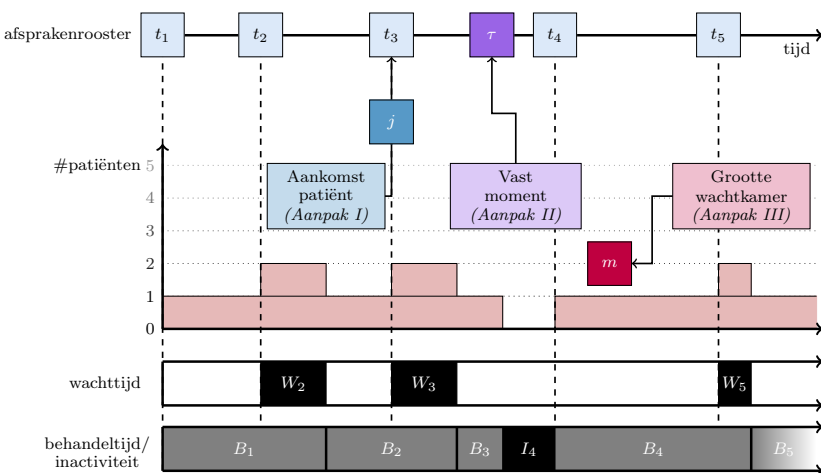 afsprakenrooster t₁ t₂ t₃ τ t₄ t₅
tijd
j
#patiënten 5
4
3
2
1
0
Aankomst
patiënt
(Aanpak I)
Vast
moment
(Aanpak II)
Grootte
wachtkamer
(Aanpak III)
m
wachttijd W₂ W₃ W₅
behandeltijd/
inactiviteit
B₁ B₂ B₃ I₄ B₄ B₅